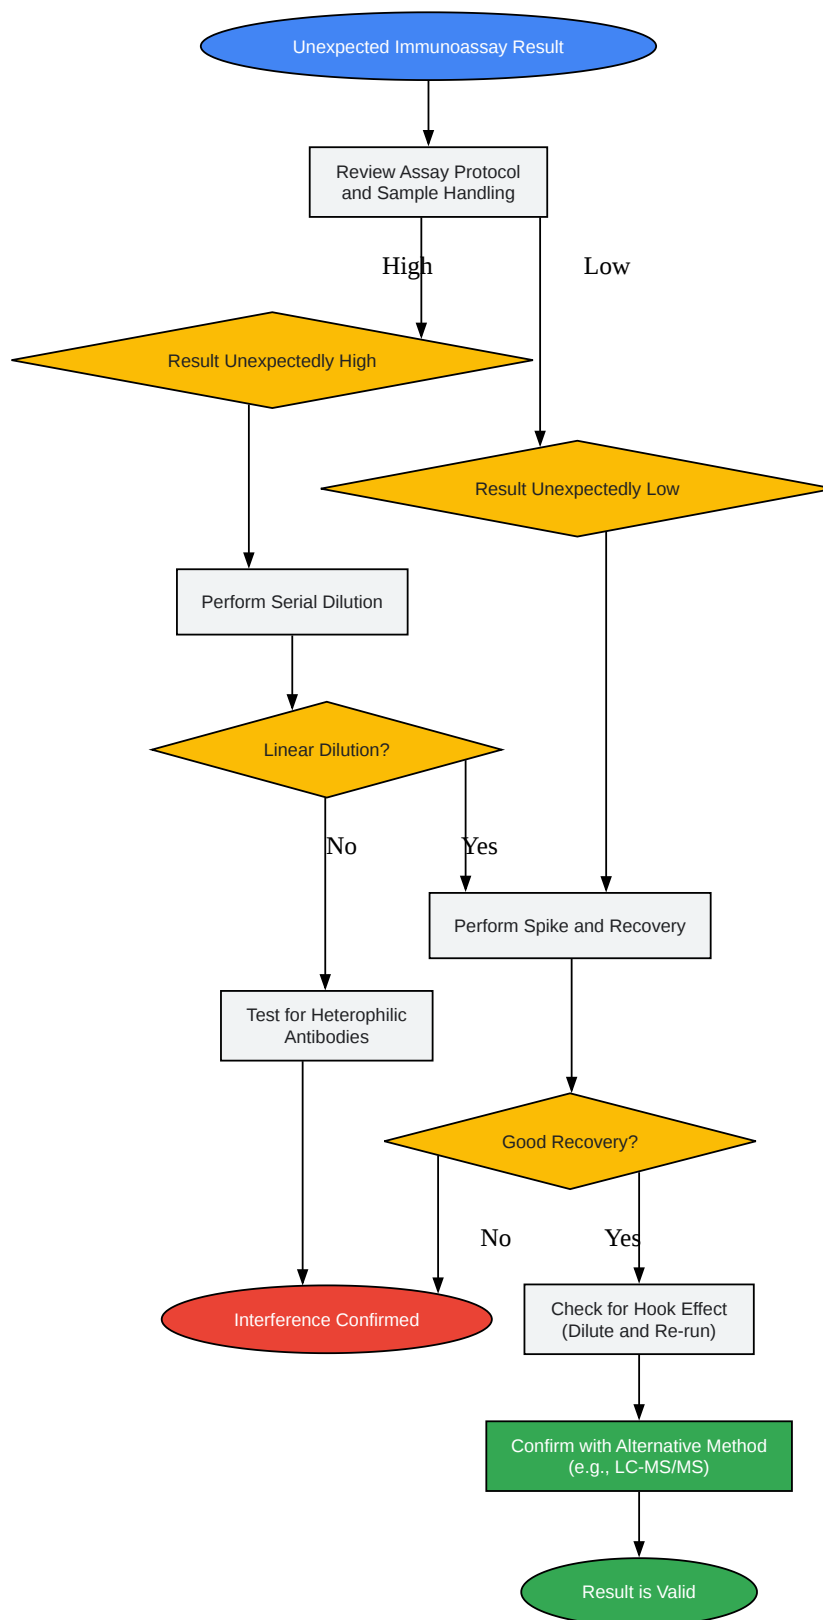 Unexpected Immunoassay Result
Review Assay Protocol
and Sample Handling
High
Low
Result Unexpectedly High
Result Unexpectedly Low
Perform Serial Dilution
Linear Dilution?
No
Yes
Perform Spike and Recovery
Test for Heterophilic
Antibodies
Good Recovery?
No
Yes
Interference Confirmed
Check for Hook Effect
(Dilute and Re-run)
Confirm with Alternative Method
(e.g., LC-MS/MS)
Result is Valid